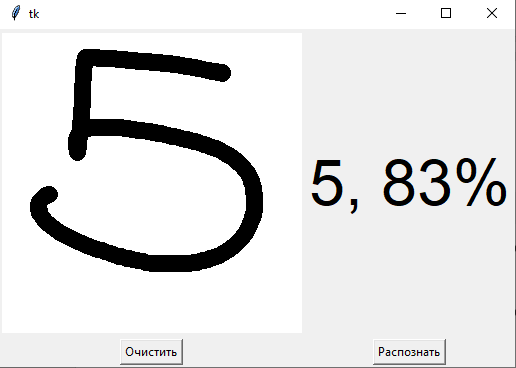 tk
5
5, 83%
Очистить
Распознать